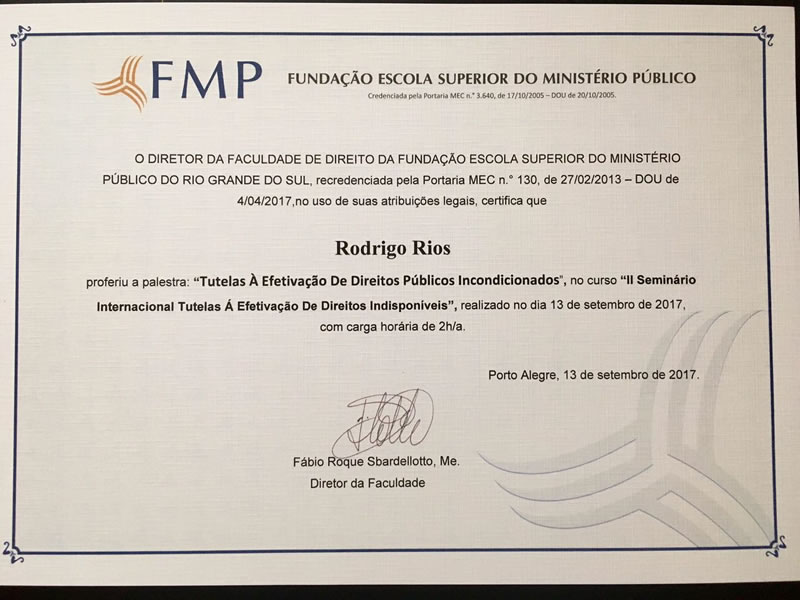 FMP
FUNDAÇÃO ESCOLA SUPERIOR DO MINISTÉRIO PÚBLICO
Credenciada pela Portaria MEC n.° 3.640, de 17/10/2005 – DOU de 20/10/2005.
O DIRETOR DA FACULDADE DE DIREITO DA FUNDAÇÃO ESCOLA SUPERIOR DO MINISTÉRIO
PÚBLICO DO RIO GRANDE DO SUL, recredenciada pela Portaria MEC n.° 130, de 27/02/2013 – DOU de
4/04/2017,no uso de suas atribuições legais, certifica que
Rodrigo Rios
proferiu a palestra: “Tutelas À Efetivação De Direitos Públicos Incondicionados”, no curso “II Seminário
Internacional Tutelas Á Efetivação De Direitos Indisponíveis”, realizado no dia 13 de setembro de 2017,
com carga horária de 2h/a.
Porto Alegre, 13 de setembro de 2017.
Fábio Roque Sbardellotto, Me.
Diretor da Faculdade